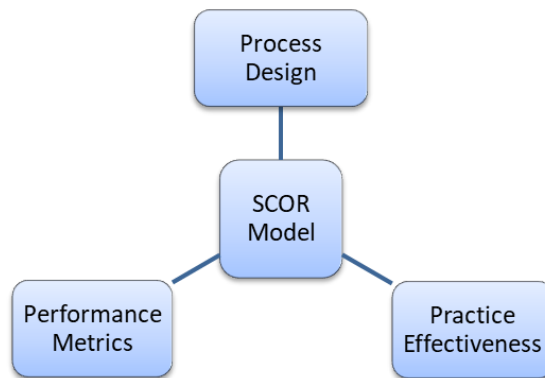 Process
Design
SCOR
Model
Performance
Metrics
Practice
Effectiveness